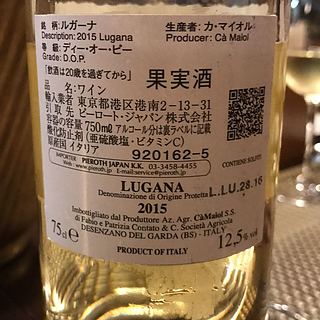 銘 柄：ルガーナ
Description: 2015 Lugana
等 級：ディー・オー・ピー
Grade: D.O.P.
生産者：カ・マイオル
Producer: Cà Maiol
「飲酒は20歳を過ぎてから」
果実酒
品名：ワイン
輸入業者 東京都港区港南2-13-31
引 取 先 ピーロート・ジャパン株式会社
容器の容量 750㎖ アルコール分は裏ラベルに記載
酸化防止剤（亜硫酸塩・ビタミンC）
原産国 イタリア
920162-5
IMPORTER
PIEROTH JAPAN K.K.
03-3458-4455
www.pieroth.jp
E-mail:service@pieroth.jp
CONTIENE SOLFITI
LUGANA
Denominazione di Origine Protetta
L.LU.28.16
2015
Imbottigliato dal Produttore Az. Agr. CàMaiol S.S.
di Fabio e Patrizia Contato & C. Società Agricola
DESENZANO DEL GARDA (BS) - ITALY
75cl e
12,5% vol
PRODUCT OF ITALY